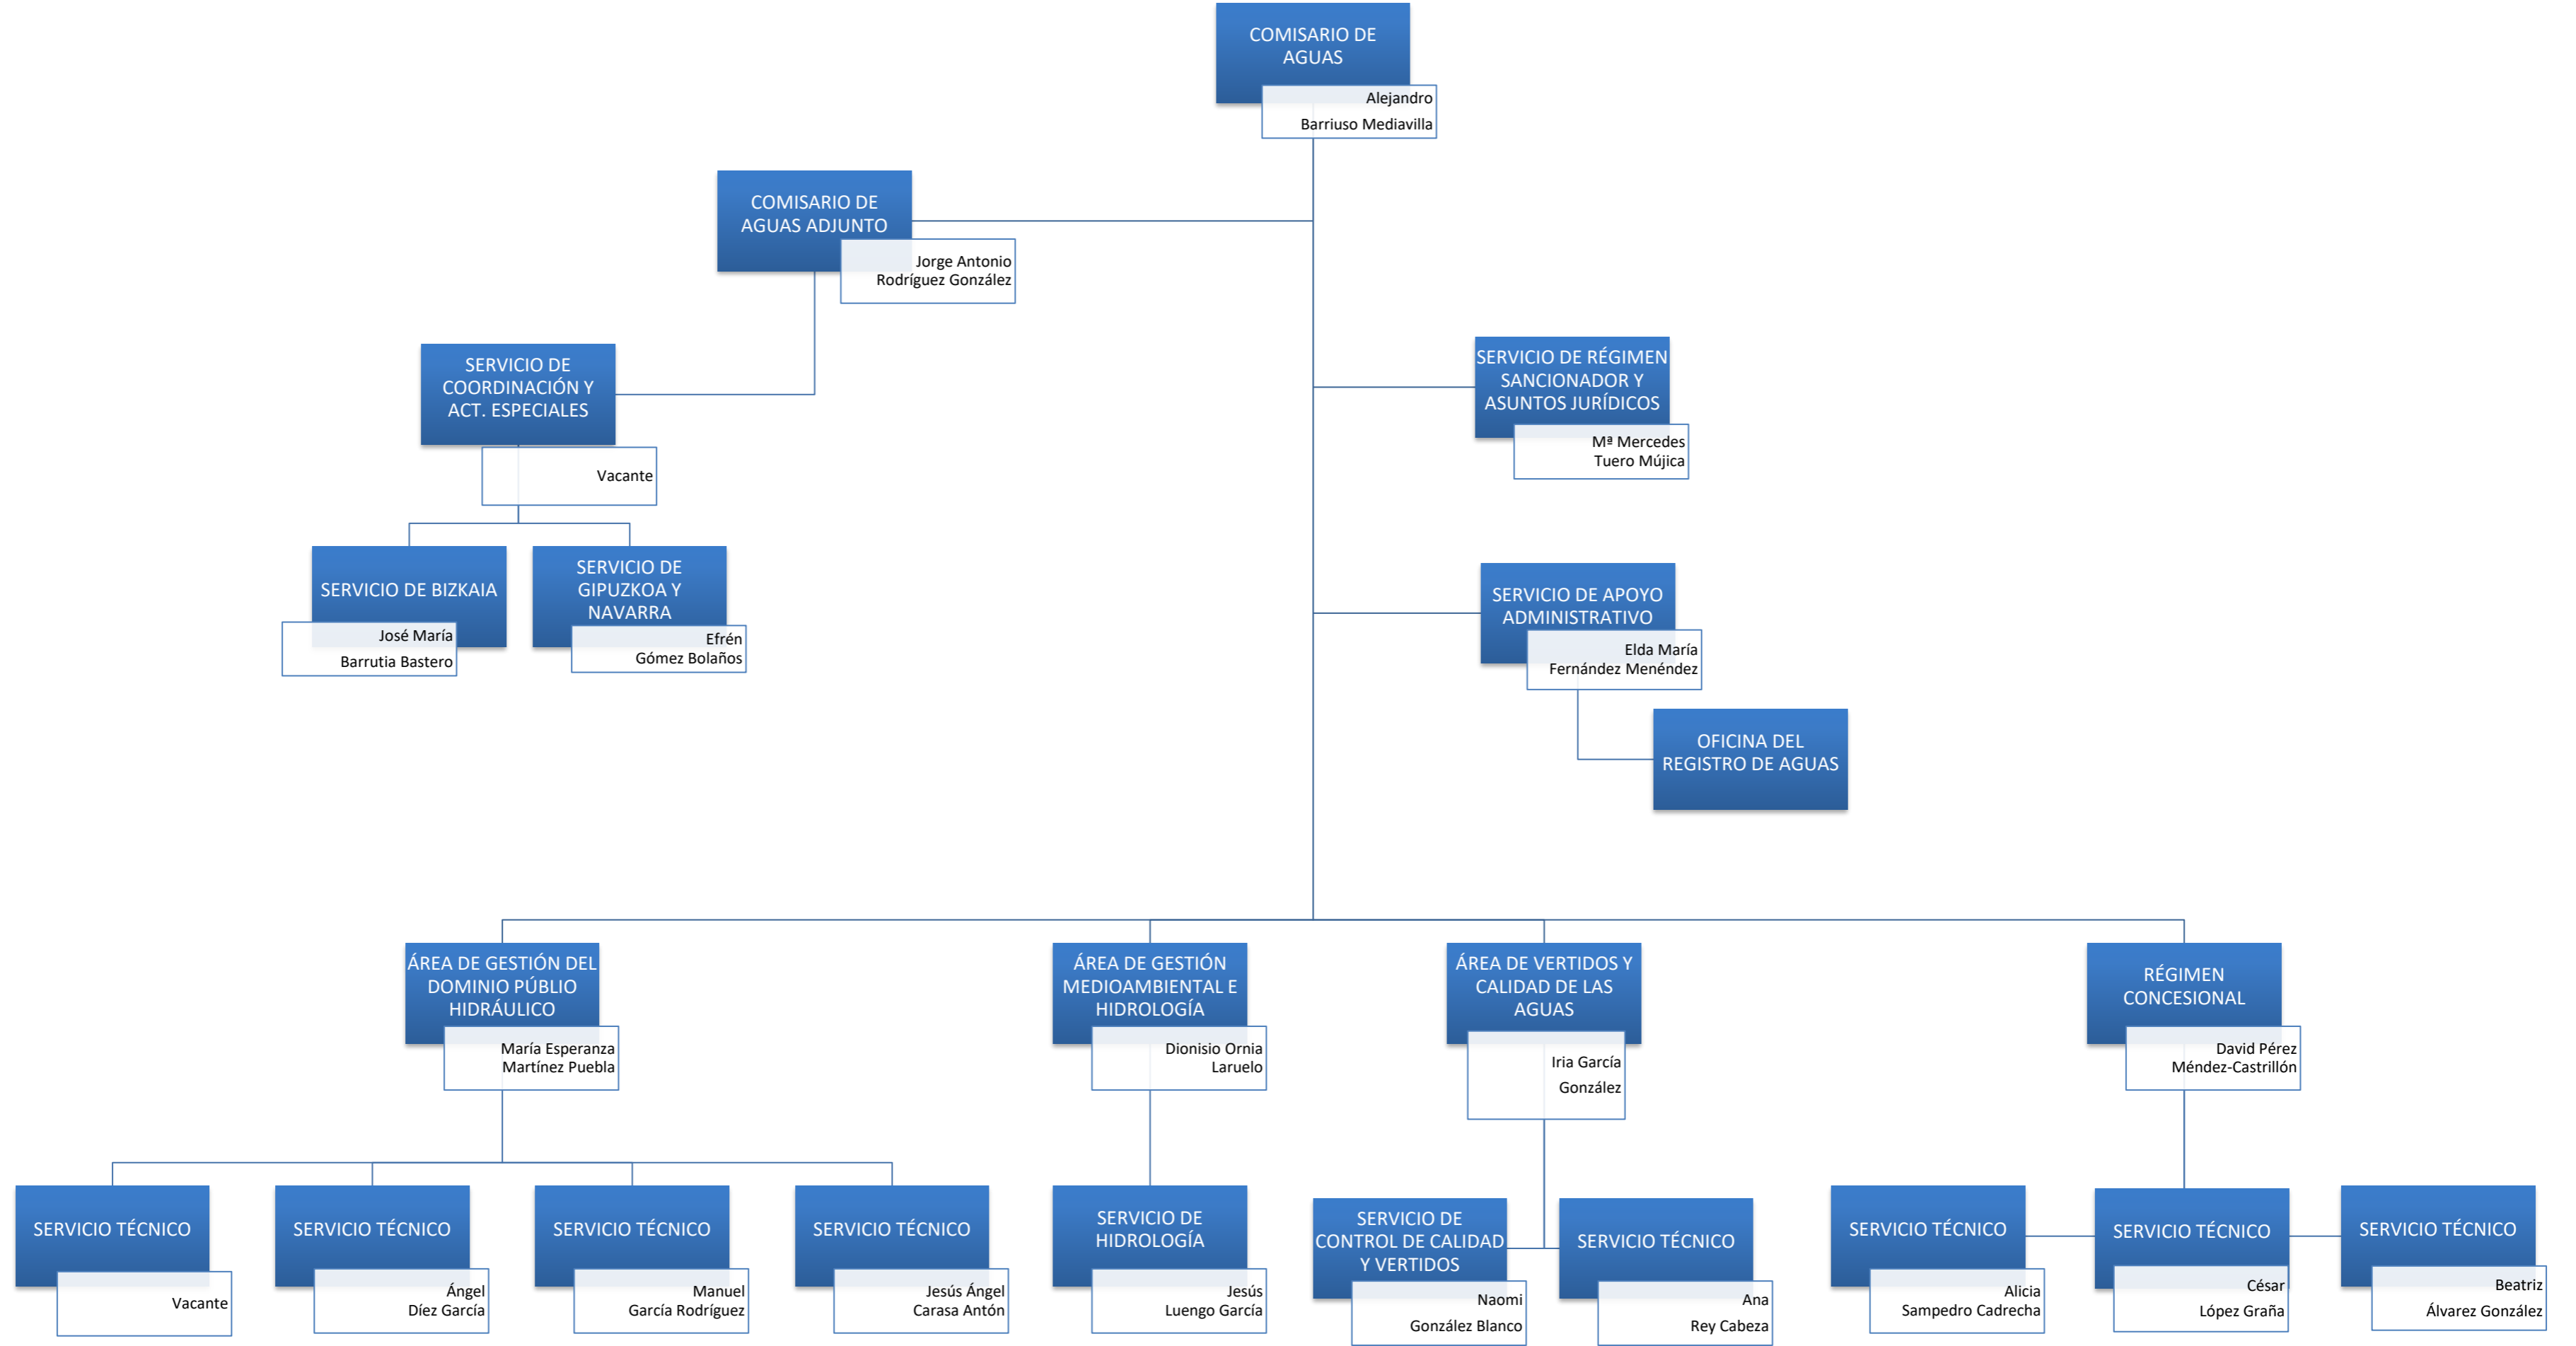 COMISARIO DE
AGUAS
Alejandro
Barriuso Mediavilla
COMISARIO DE
AGUAS ADJUNTO
Jorge Antonio
Rodríguez González
SERVICIO DE
COORDINACIÓN Y
ACT. ESPECIALES
Vacante
SERVICIO DE RÉGIMEN
SANCIONADOR Y
ASUNTOS JURÍDICOS
Mª Mercedes
Tuero Mújica
SERVICIO DE BIZKAIA
José María
Barrutia Bastero
SERVICIO DE
GIPUZKOA Y
NAVARRA
Efrén
Gómez Bolaños
SERVICIO DE APOYO
ADMINISTRATIVO
Elda María
Fernández Menéndez
OFICINA DEL
REGISTRO DE AGUAS
ÁREA DE GESTIÓN DEL
DOMINIO PÚBLIO
HIDRÁULICO
María Esperanza
Martínez Puebla
ÁREA DE GESTIÓN
MEDIOAMBIENTAL E
HIDROLOGÍA
Dionisio Ornia
Laruelo
ÁREA DE VERTIDOS Y
CALIDAD DE LAS
AGUAS
Iria García
González
RÉGIMEN
CONCESIONAL
David Pérez
Méndez-Castrillón
SERVICIO TÉCNICO
Vacante
SERVICIO TÉCNICO
Ángel
Díez García
SERVICIO TÉCNICO
Manuel
García Rodríguez
SERVICIO TÉCNICO
Jesús Ángel
Carasa Antón
SERVICIO DE
HIDROLOGÍA
Jesús
Luengo García
SERVICIO DE
CONTROL DE CALIDAD
Y VERTIDOS
Naomi
González Blanco
SERVICIO TÉCNICO
Ana
Rey Cabeza
SERVICIO TÉCNICO
Alicia
Sampedro Cadrecha
SERVICIO TÉCNICO
César
López Graña
SERVICIO TÉCNICO
Beatriz
Álvarez González